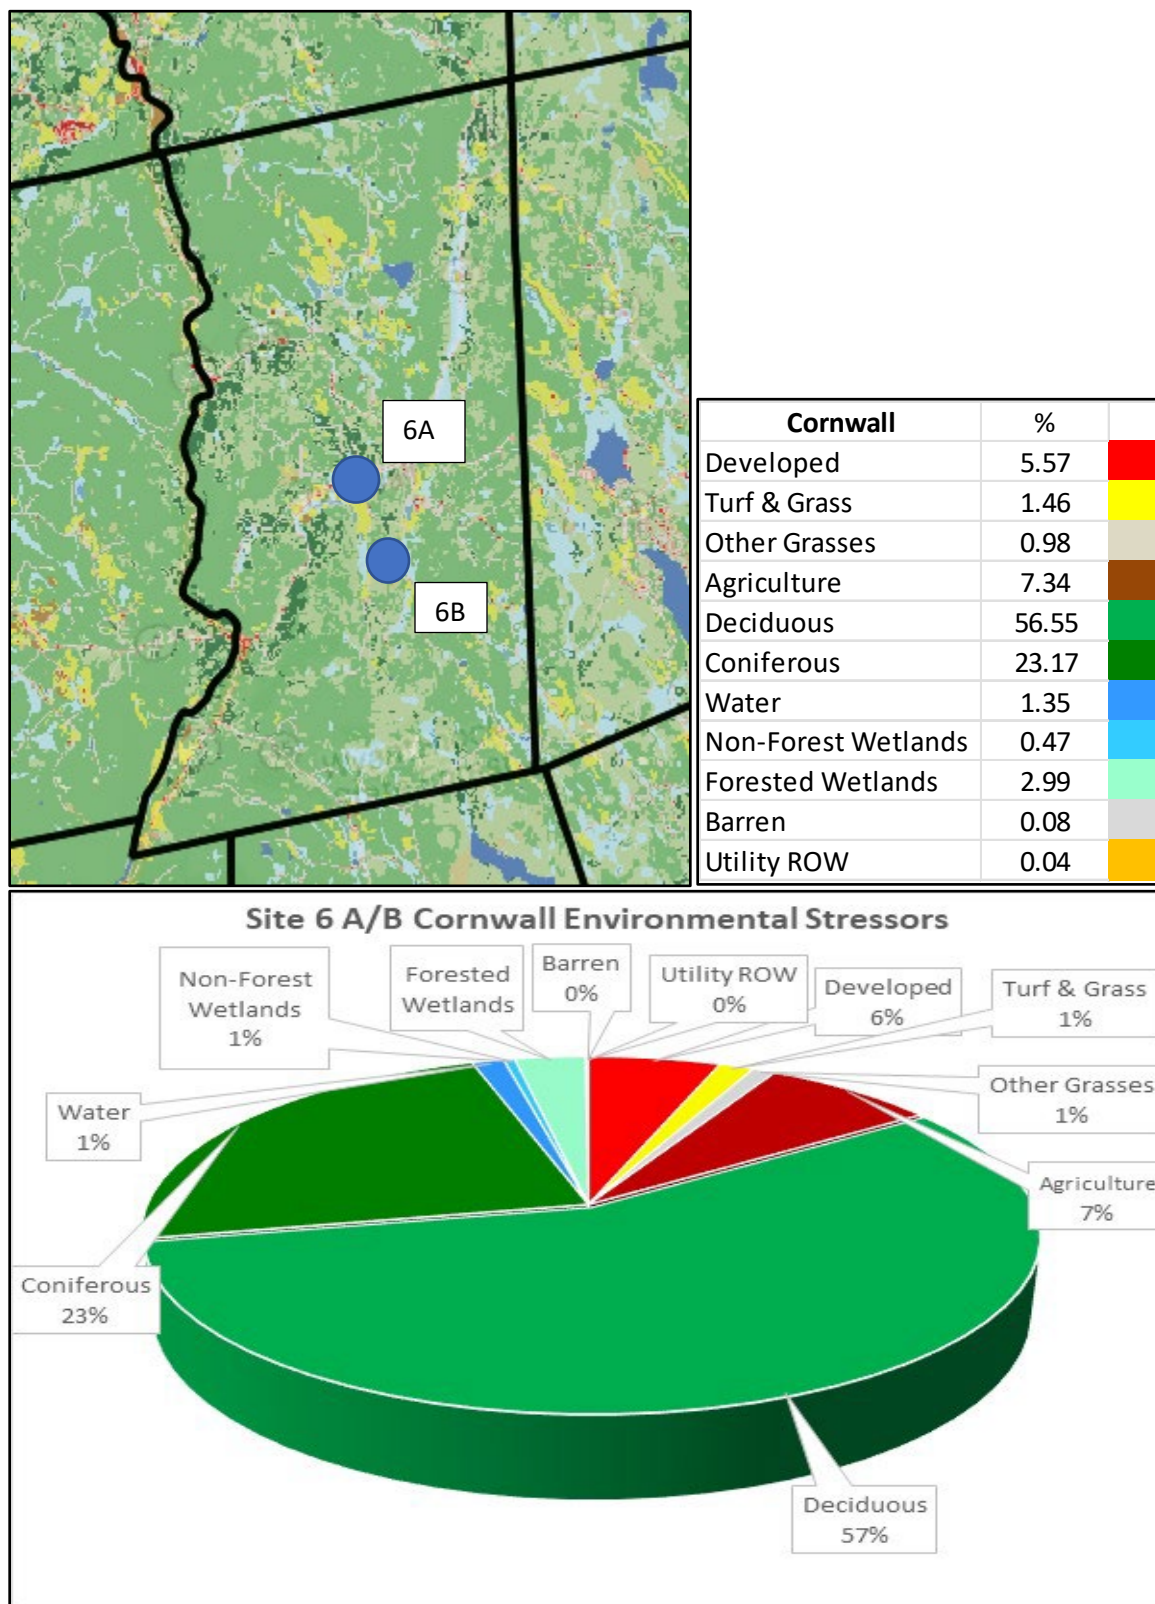 6A
6B
Cornwall %
Developed 5.57
Turf & Grass 1.46
Other Grasses 0.98
Agriculture 7.34
Deciduous 56.55
Coniferous 23.17
Water 1.35
Non-Forest Wetlands 0.47
Forested Wetlands 2.99
Barren 0.08
Utility ROW 0.04
Site 6 A/B Cornwall Environmental Stressors
Non-Forest
Wetlands
1%
Forested
Wetlands
Barren
0%
Utility ROW
0%
Developed
6%
Turf & Grass
1%
Other Grasses
1%
Water
1%
Agriculture
7%
Coniferous
23%
Deciduous
57%